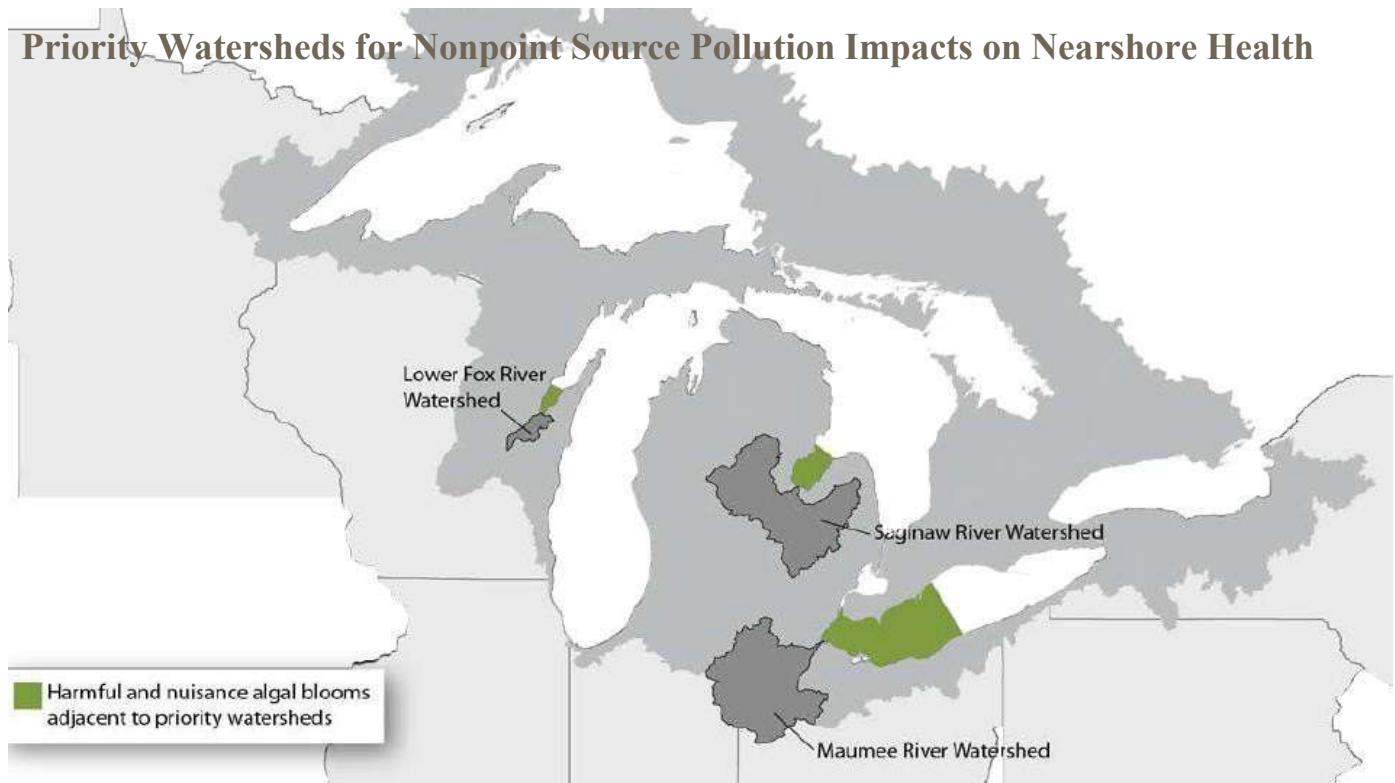 Priority Watersheds for Nonpoint Source Pollution Impacts on Nearshore Health
Lower Fox River
Watershed
Saginaw River Watershed
Harmful and nuisance algal blooms
adjacent to priority watersheds
Maumee River Watershed